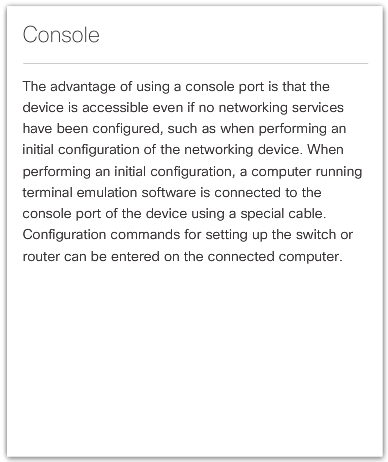 Console
The advantage of using a console port is that the
device is accessible even if no networking services
have been configured, such as when performing an
initial configuration of the networking device. When
performing an initial configuration, a computer running
terminal emulation software is connected to the
console port of the device using a special cable.
Configuration commands for setting up the switch or
router can be entered on the connected computer.